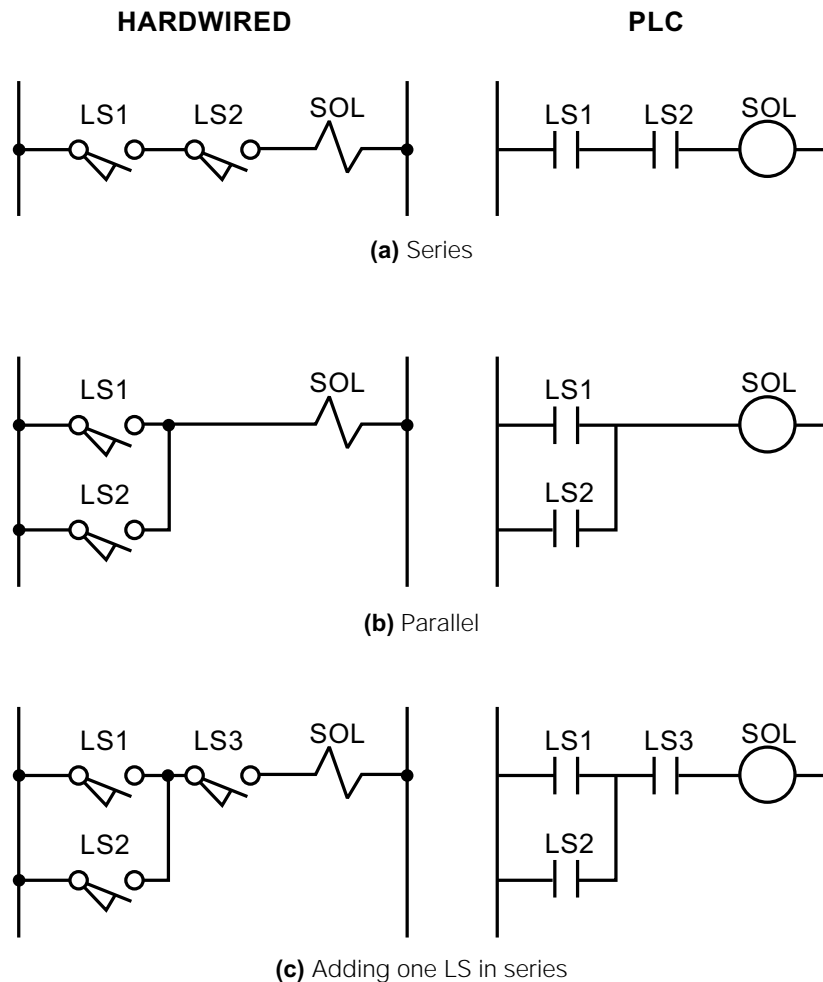 HARDWIRED PLC
LS1 LS2 SOL LS1 LS2 SOL
(a) Series
LS1 SOL LS1 SOL
LS2 LS2
(b) Parallel
LS1 LS3 SOL LS1 LS3 SOL
LS2 LS2
(c) Adding one LS in series